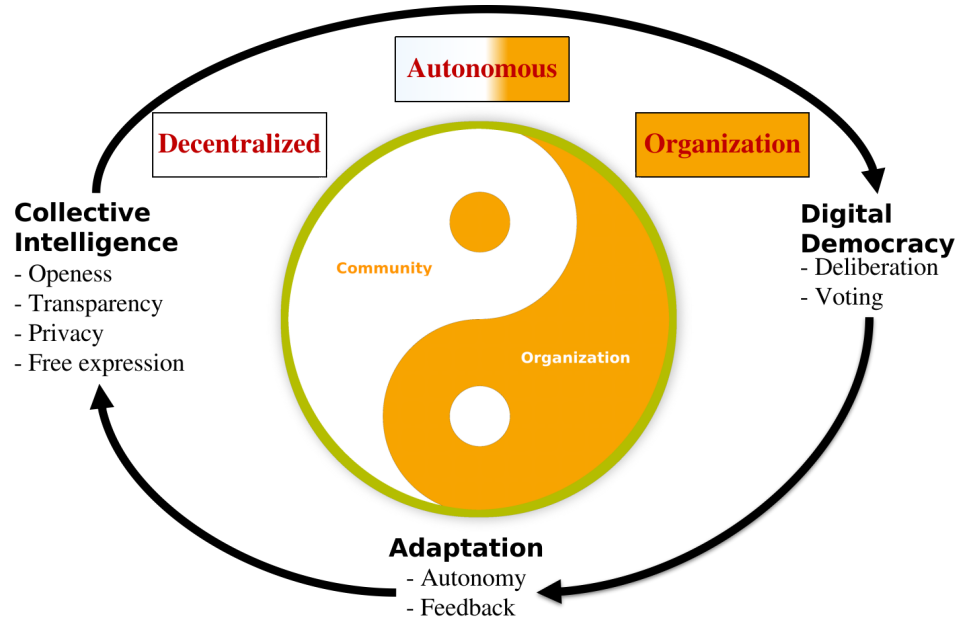 Autonomous
Decentralized
Organization
Collective
Intelligence
- Openess
- Transparency
- Privacy
- Free expression
Digital
Democracy
- Deliberation
- Voting
Community
Organization
Adaptation
- Autonomy
- Feedback